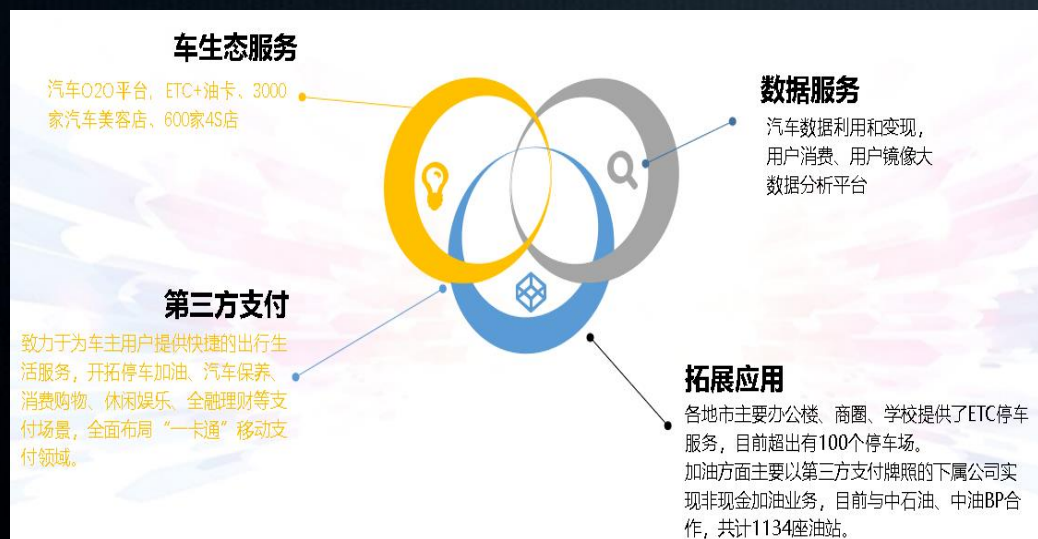 车生态服务
汽车O2O平台, ETC+油卡、3000
家汽车美容店、600家4S店
数据服务
汽车数据利用和变现，
用户消费、用户镜像大
数据分析平台
第三方支付
致力于为车主用户提供快捷的出行生
活服务，开拓停车加油、汽车保养、
消费购物、休闲娱乐、全融理财等支
付场景，全面布局“一卡通”移动支
付领域。
拓展应用
各地市主要办公楼、商圈、学校提供了ETC停车
服务，目前超出有100个停车场。
加油方面主要以第三方支付牌照的下属公司实
现非现金加油业务，目前与中石油、中油BP合
作，共计1134座油站。